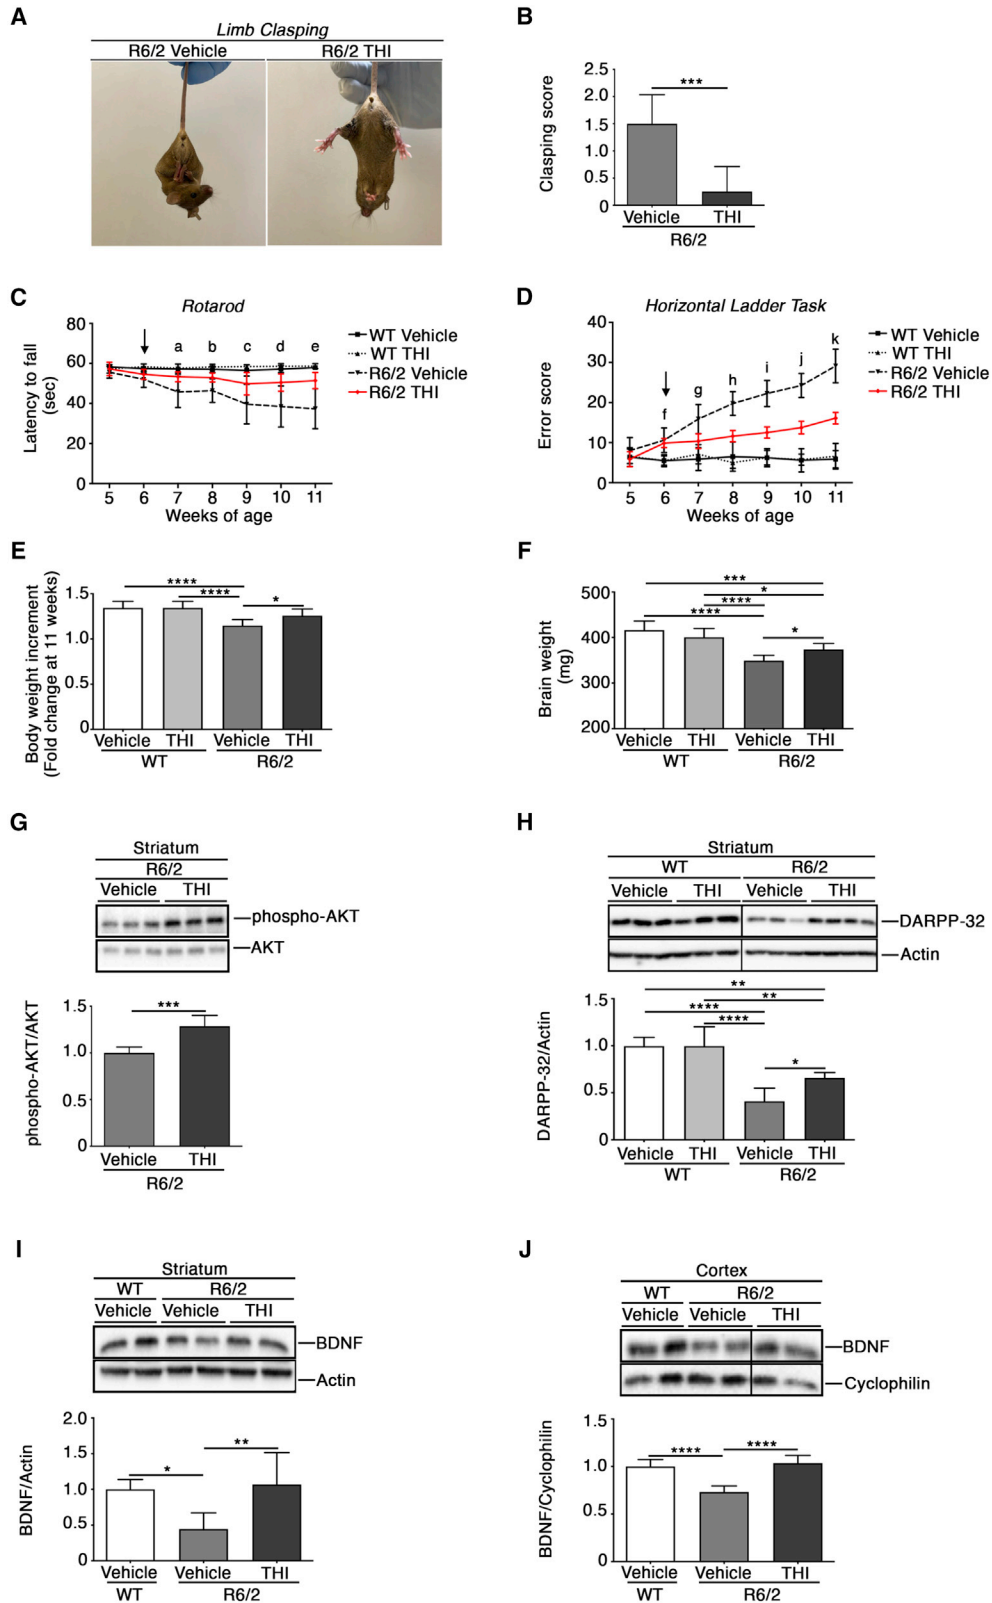 A
Limb Clasping
R6/2 Vehicle R6/2 THI
B
Clasping score
2.5
2.0
1.5
1.0
0.5
0
***
Vehicle THI
R6/2
C
Rotarod
Latency to fall
(sec)
80
60
40
20
0
a b c d e
5 6 7 8 9 10 11
Weeks of age
WT Vehicle
WT THI
R6/2 Vehicle
R6/2 THI
D
Horizontal Ladder Task
Error score
40
30
20
10
0
f g h i j k
5 6 7 8 9 10 11
Weeks of age
WT Vehicle
WT THI
R6/2 Vehicle
R6/2 THI
E
Body weight increment
(Fold change at 11 weeks)
1.5
1.0
0.5
0
****
****
*
Vehicle THI Vehicle THI
WT R6/2
F
Brain weight
(mg)
500
400
300
200
***
*
****
****
*
Vehicle THI Vehicle THI
WT R6/2
G
Striatum
R6/2
Vehicle THI
phospho-AKT
AKT
phospho-AKT/AKT
1.5
1.0
0.5
0
***
Vehicle THI
R6/2
H
Striatum
WT R6/2
Vehicle THI Vehicle THI
DARPP-32
Actin
DARPP-32/Actin
1.5
1.0
0.5
0
**
**
****
****
*
Vehicle THI Vehicle THI
WT R6/2
I
Striatum
WT R6/2
Vehicle Vehicle THI
BDNF
Actin
BDNF/Actin
2.0
1.5
1.0
0.5
0
*
**
Vehicle Vehicle THI
WT R6/2
J
Cortex
WT R6/2
Vehicle Vehicle THI
BDNF
Cyclophilin
BDNF/Cyclophilin
1.5
1.0
0.5
0
**** ****
Vehicle Vehicle THI
WT R6/2